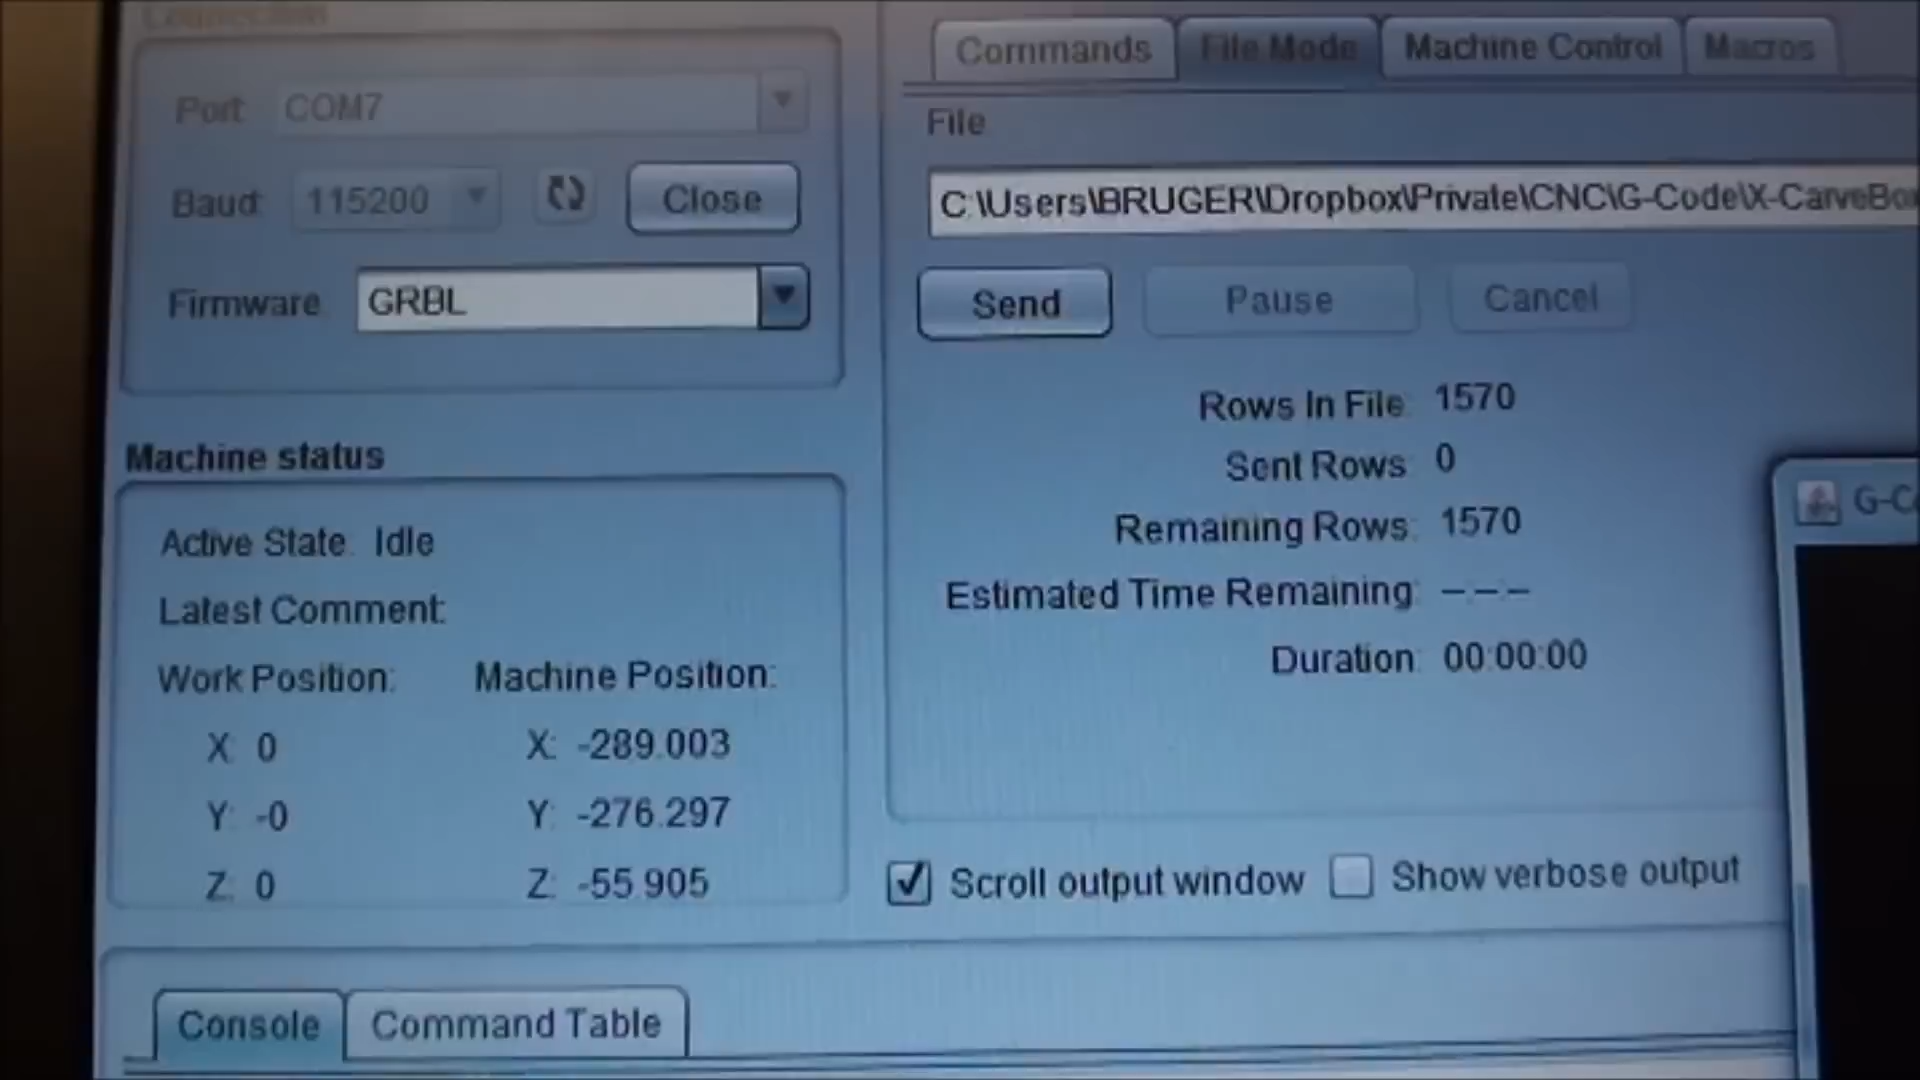 Connection
Port: COM7
Baud: 115200
Close
Firmware GRBL
Machine status
Active State: Idle
Latest Comment:
Work Position: Machine Position:
X: 0 X: -289.003
Y: -0 Y: -276.297
Z: 0 Z: -55.905
Commands File Mode Machine Control Macros
File
C:\Users\BRUGER\Dropbox\Private\CNC\G-Code\X-CarveBox
Send Pause Cancel
Rows In File: 1570
Sent Rows 0
Remaining Rows: 1570
Estimated Time Remaining: ---
Duration: 00:00:00
Scroll output window Show verbose output
G-Co
Console Command Table